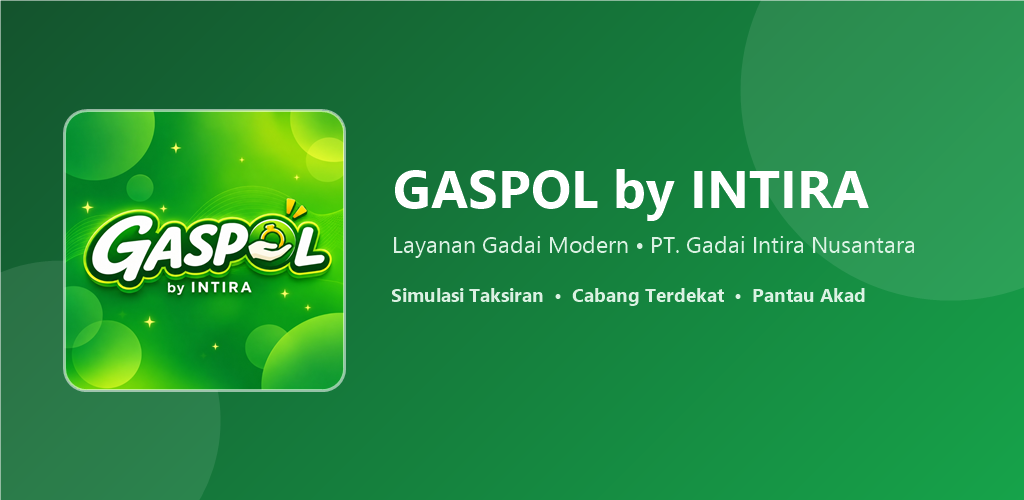 GASPOL
by INTIRA
GASPOL by INTIRA
Layanan Gadai Modern • PT. Gadai Intira Nusantara
Simulasi Taksiran • Cabang Terdekat • Pantau Akad